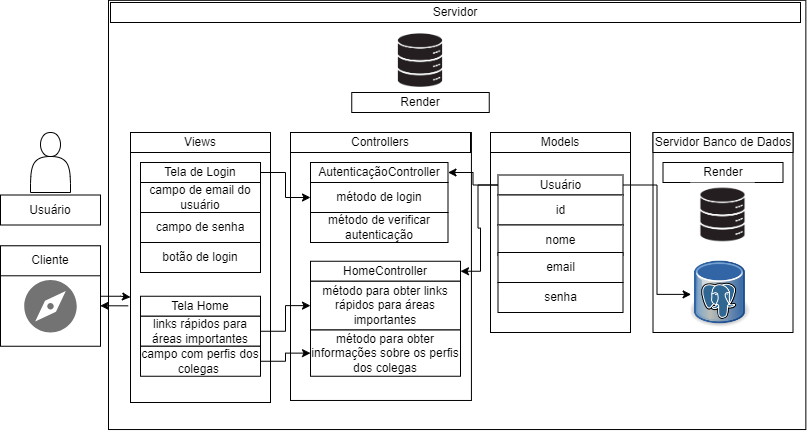 Servidor
Render
Usuário
Cliente
Views
Tela de Login
campo de email do
usuário
campo de senha
botão de login
Tela Home
links rápidos para
áreas importantes
campo com perfis dos
colegas
Controllers
AutenticaçãoController
método de login
método de verificar
autenticação
HomeController
método para obter links
rápidos para áreas
importantes
método para obter
informações sobre os perfis
dos colegas
Models
Usuário
id
nome
email
senha
Servidor Banco de Dados
Render